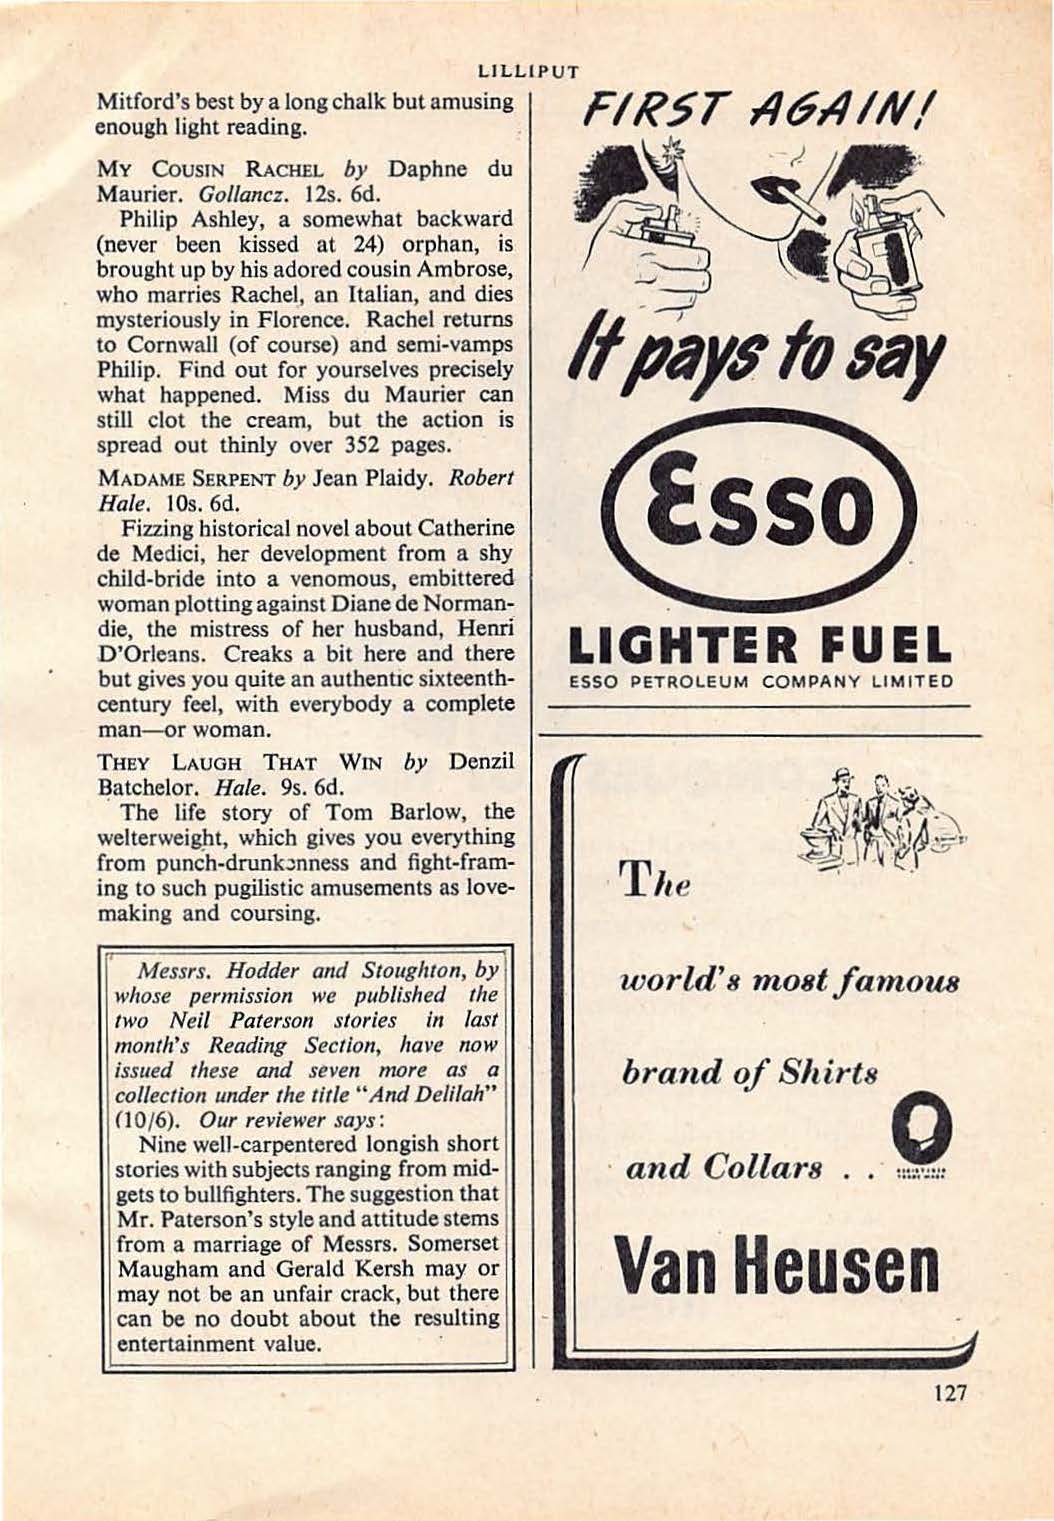 LILLIPUT
Mitford's best by a long chalk but amusing
enough light reading.
MY COUSIN RACHEL by Daphne du
Maurier. Gollancz. 12s. 6d.
Philip Ashley, a somewhat backward
(never been kissed at 24) orphan, is
brought up by his adored cousin Ambrose,
who marries Rachel, an Italian, and dies
mysteriously in Florence. Rachel returns
to Cornwall (of course) and semi-vamps
Philip. Find out for yourselves precisely
what happened. Miss du Maurier can
still clot the cream, but the action is
spread out thinly over 352 pages.
MADAME SERPENT by Jean Plaidy. Robert
Hale. 10s. 6d.
Fizzing historical novel about Catherine
de Medici, her development from a shy
child-bride into a venomous, embittered
woman plotting against Diane de Norman-
die, the mistress of her husband, Henri
D'Orleans. Creaks a bit here and there
but gives you quite an authentic sixteenth-
century feel, with everybody a complete
man—or woman.
THEY LAUGH THAT WIN by Denzil
Batchelor. Hale. 9s. 6d.
The life story of Tom Barlow, the
welterweight, which gives you everything
from punch-drunkenness and fight-fram-
ing to such pugilistic amusements as love-
making and coursing.
Messrs. Hodder and Stoughton, by
whose permission we published the
two Neil Paterson stories in last
month's Reading Section, have now
issued these and seven more as a
collection under the title "And Delilah"
(10/6). Our reviewer says:
Nine well-carpentered longish short
stories with subjects ranging from mid-
gets to bullfighters. The suggestion that
Mr. Paterson's style and attitude stems
from a marriage of Messrs. Somerset
Maugham and Gerald Kersh may or
may not be an unfair crack, but there
can be no doubt about the resulting
entertainment value.
FIRST AGAIN!
It pays to say
Esso
LIGHTER FUEL
ESSO PETROLEUM COMPANY LIMITED
The
world's most famous
brand of Shirts
and Collars . .
REGISTERED
TRADE MARK
Van Heusen
127